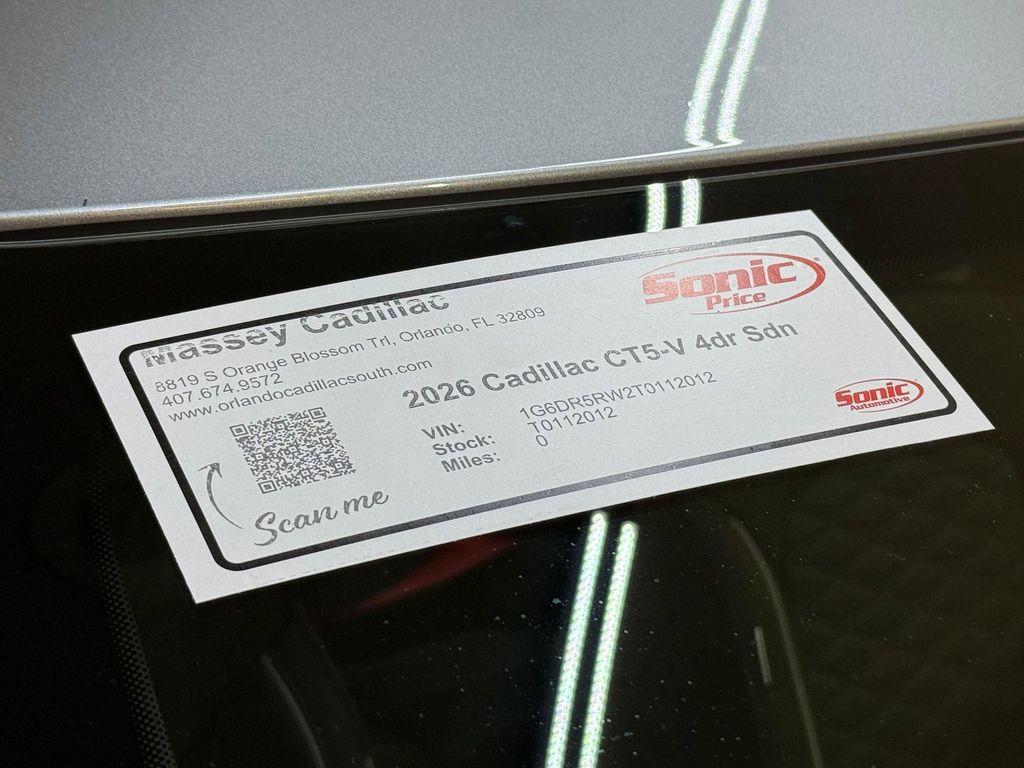 Massey Cadillac
8819 S Orange Blossom Trl, Orlando, FL 32809
407.674.9572
www.orlandocadillacsouth.com
Sonic
Price
2026 Cadillac CT5-V 4dr Sdn
VIN: 1G6DR5RW2T0112012
Stock: T0112012
Miles: 0
Scan me
Sonic
Automotive